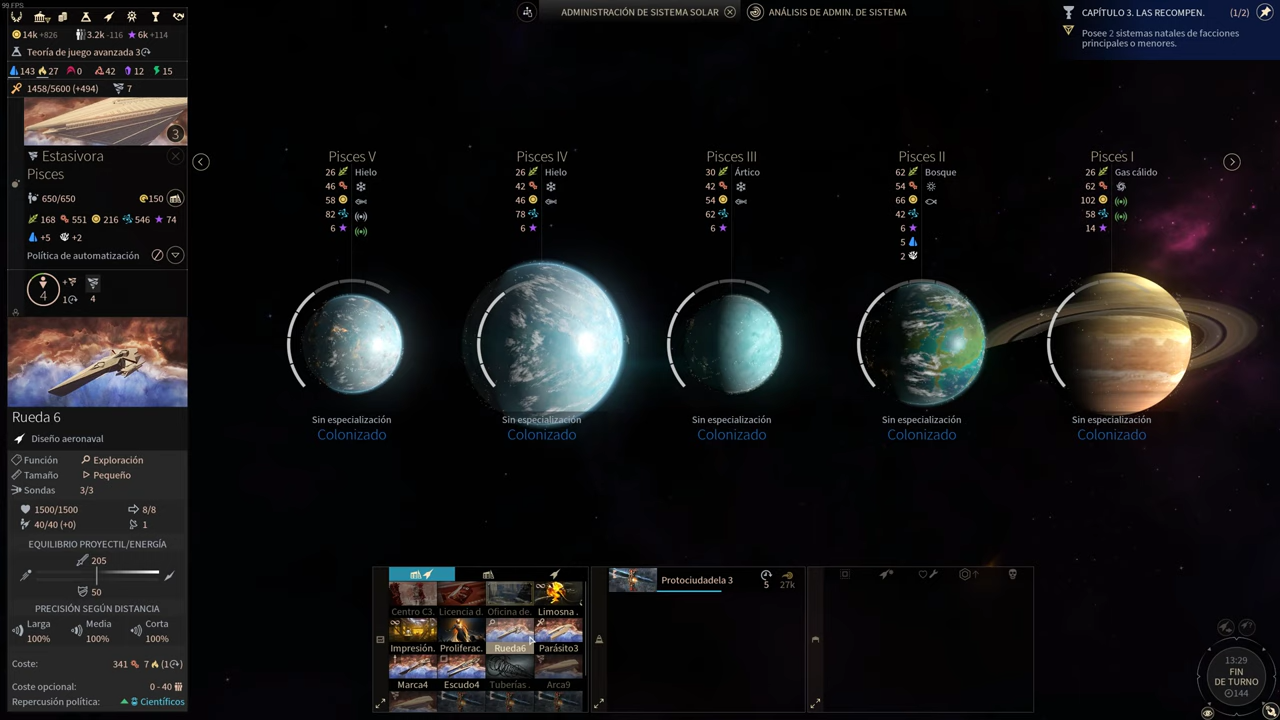 99 FPS
14k +826 3.2k -116 6k +114
Teoría de juego avanzada 3
143 27 0 42 12 15
1458/5600 (+494) 7
3
Estasivora
Pisces
650/650 150
168 551 216 546 74
+5 +2
Política de automatización
4 + 1 4
Rueda 6
Diseño aeronaval
Función Exploración
Tamaño Pequeño
Sondas 3/3
1500/1500 8/8
40/40 (+0) 1
EQUILIBRIO PROYECTIL/ENERGÍA
205
50
PRECISIÓN SEGÚN DISTANCIA
Larga Media Corta
100% 100% 100%
Coste: 341 7 (1)
Coste opcional: 0 - 40
Repercusión política: Científicos
ADMINISTRACIÓN DE SISTEMA SOLAR
ANÁLISIS DE ADMIN. DE SISTEMA
CAPÍTULO 3. LAS RECOMPEN. (1/2)
Posee 2 sistemas natales de facciones
principales o menores.
Pisces V
26 Hielo
46
58
82
6
Sin especialización
Colonizado
Pisces IV
26 Hielo
42
46
78
6
Sin especialización
Colonizado
Pisces III
30 Ártico
42
54
62
6
Sin especialización
Colonizado
Pisces II
62 Bosque
54
66
42
6
5
2
Sin especialización
Colonizado
Pisces I
26 Gas cálido
62
102
58
14
Sin especialización
Colonizado
Centro C3. Licencia d. Oficina de. Limosna .
Impresión. Proliferac. Rueda6 Parásito3
Marca4 Escudo4 Tuberías . Arca9
Protociudadela 3 5 27k
13:29
FIN
DE TURNO
144